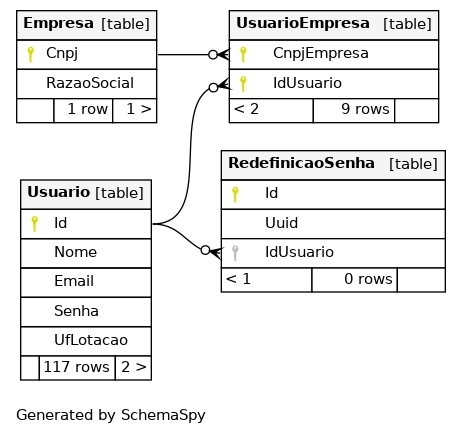 Empresa [table]
Cnpj
RazaoSocial
1 row 1 >
UsuarioEmpresa [table]
CnpjEmpresa
IdUsuario
< 2 9 rows
Usuario [table]
Id
Nome
Email
Senha
UfLotacao
117 rows 2 >
RedefinicaoSenha [table]
Id
Uuid
IdUsuario
< 1 0 rows
Generated by SchemaSpy